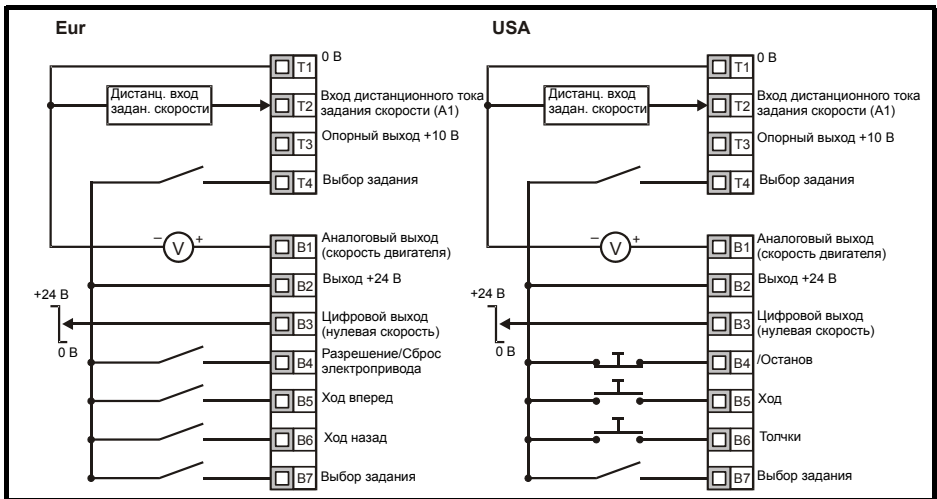 Eur
T1 0 В
Дистанц. вход
задан. скорости
T2 Вход дистанционного тока
задания скорости (A1)
T3 Опорный выход +10 В
T4 Выбор задания
– V +
B1 Аналоговый выход
(скорость двигателя)
B2 Выход +24 В
+24 В
0 В
B3 Цифровой выход
(нулевая скорость)
B4 Разрешение/Сброс
электропривода
B5 Ход вперед
B6 Ход назад
B7 Выбор задания
USA
T1 0 В
Дистанц. вход
задан. скорости
T2 Вход дистанционного тока
задания скорости (A1)
T3 Опорный выход +10 В
T4 Выбор задания
– V +
B1 Аналоговый выход
(скорость двигателя)
B2 Выход +24 В
+24 В
0 В
B3 Цифровой выход
(нулевая скорость)
B4 /Останов
B5 Ход
B6 Толчки
B7 Выбор задания